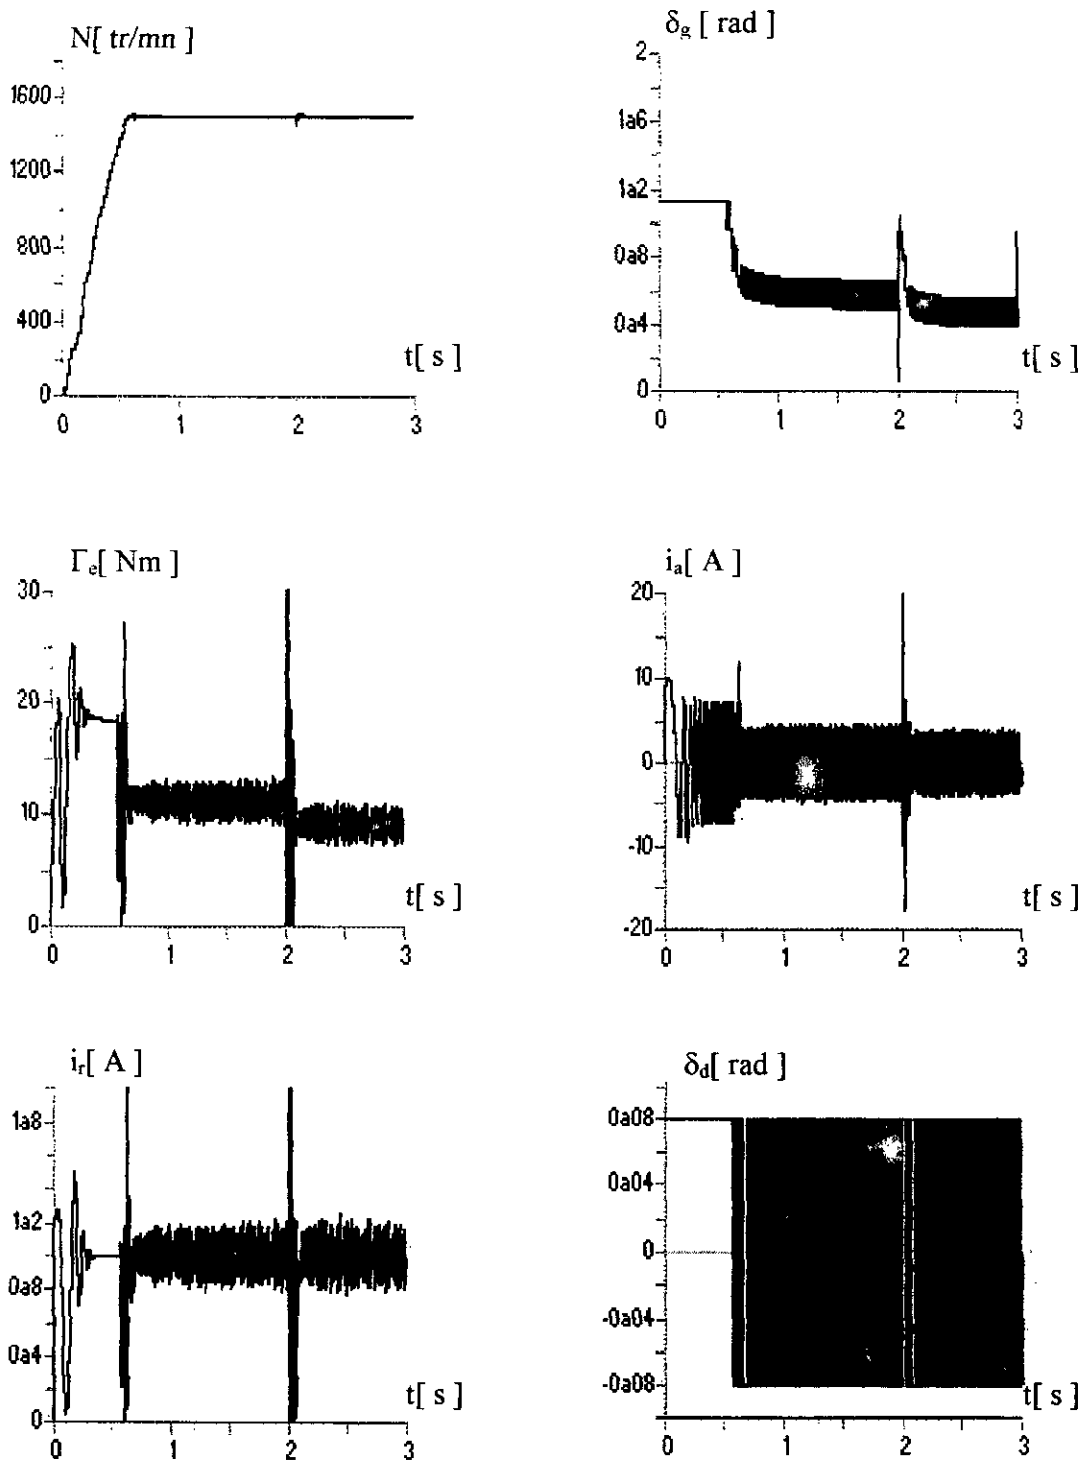 N[ tr/mn ]
1600
1200
800
400
0
0 1 2 3
t[ s ]
δg [ rad ]
2
1a6
1a2
0a8
0a4
0
0 1 2 3
t[ s ]
Γe[ Nm ]
30
20
10
0
0 1 2 3
t[ s ]
ia[ A ]
20
10
0
-10
-20
0 1 2 3
t[ s ]
ir[ A ]
1a8
1a2
0a8
0a4
0
0 1 2 3
t[ s ]
δd[ rad ]
0a08
0a04
0
-0a04
-0a08
0 1 2 3
t[ s ]